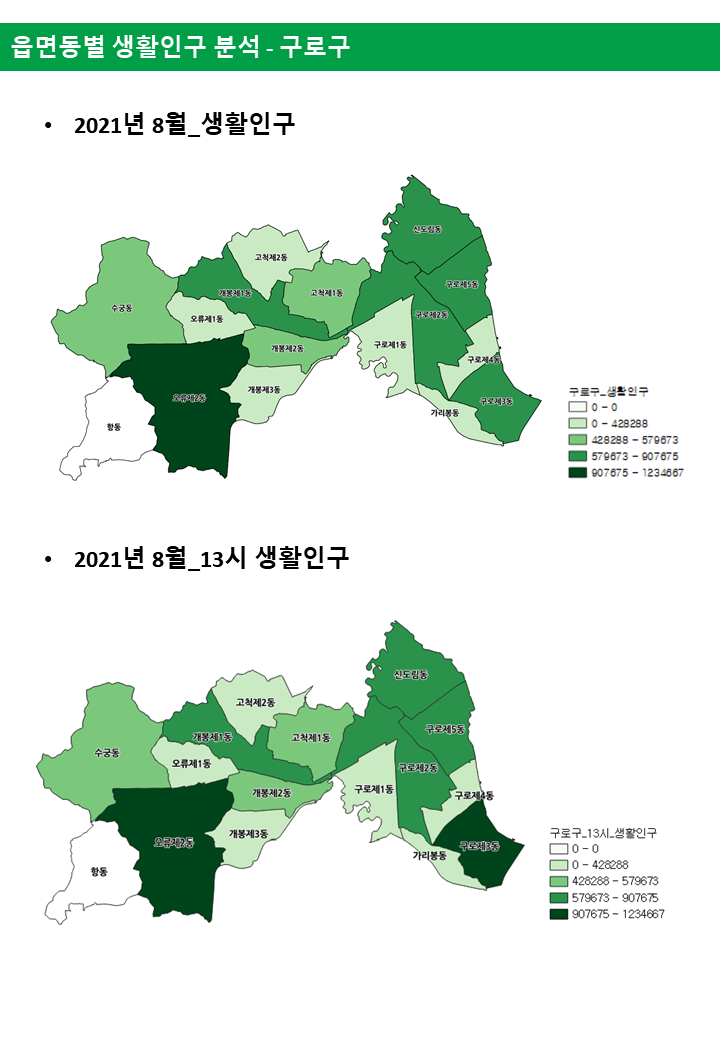 읍면동별 생활인구 분석 - 구로구
• 2021년 8월_생활인구
신도림동
고척제2동
구로제5동
개봉제1동
고척제1동
수궁동
구로제2동
오류제1동
구로제1동
개봉제2동
구로제4동
개봉제3동
오류제2동
구로제3동
가리봉동
항동
구로구_생활인구
0 - 0
0 - 428288
428288 - 579673
579673 - 907675
907675 - 1234667
• 2021년 8월_13시 생활인구
신도림동
고척제2동
구로제5동
개봉제1동
고척제1동
수궁동
오류제1동
구로제2동
구로제1동
개봉제2동
구로제4동
개봉제3동
오류제2동
구로제3동
가리봉동
항동
구로구_13시_생활인구
0 - 0
0 - 428288
428288 - 579673
579673 - 907675
907675 - 1234667